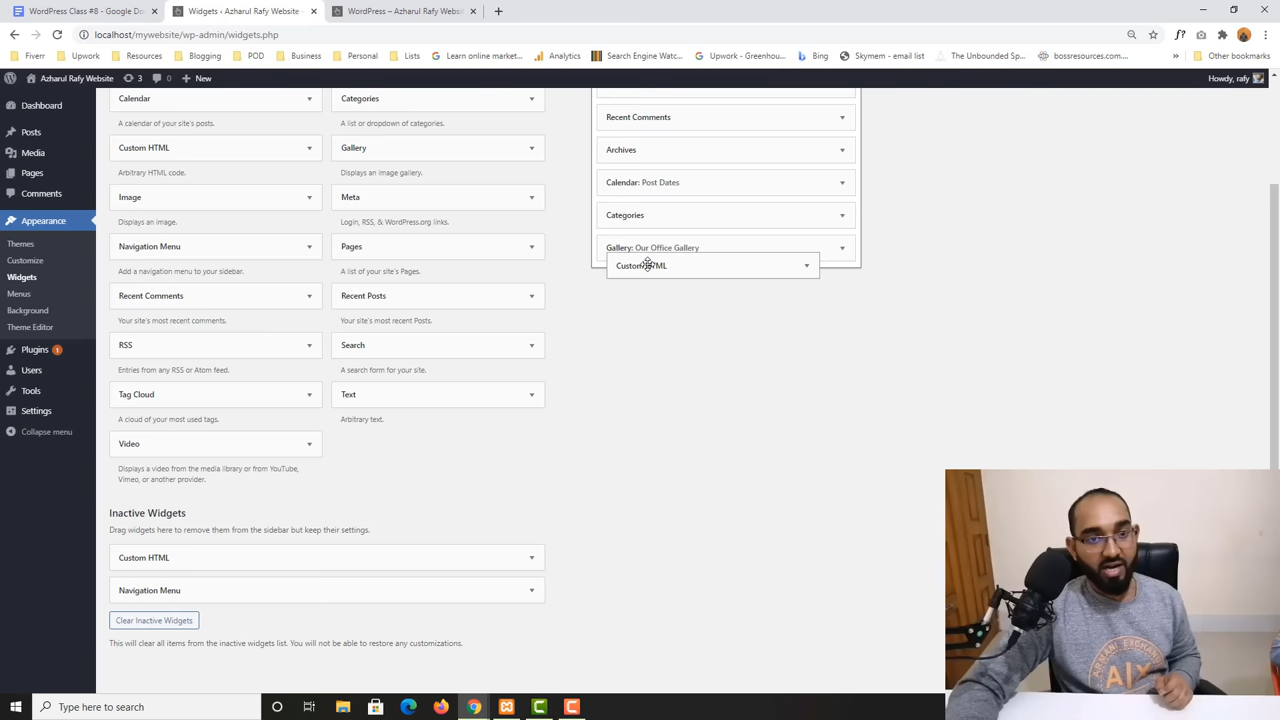 WordPress Class #8 - Google Do
Widgets ‹ Azharul Rafy Website -
WordPress – Azharul Rafy Websit
localhost/mywebsite/wp-admin/widgets.php
Fiverr
Upwork
Resources
Blogging
POD
Business
Personal
Lists
Learn online market...
Analytics
Search Engine Watc...
Upwork - Greenhou...
Bing
Skymem - email list
The Unbounded Sp...
bossresources.com...
Other bookmarks
Azharul Rafy Website
3
0
New
Howdy, rafy
Dashboard
Posts
Media
Pages
Comments
Appearance
Themes
Customize
Widgets
Menus
Background
Theme Editor
Plugins 1
Users
Tools
Settings
Collapse menu
Calendar
A calendar of your site's posts.
Categories
A list or dropdown of categories.
Custom HTML
Arbitrary HTML code.
Gallery
Displays an image gallery.
Image
Displays an image.
Meta
Login, RSS, & WordPress.org links.
Navigation Menu
Add a navigation menu to your sidebar.
Pages
A list of your site's Pages.
Recent Comments
Your site's most recent comments.
Recent Posts
Your site's most recent Posts.
RSS
Entries from any RSS or Atom feed.
Search
A search form for your site.
Tag Cloud
A cloud of your most used tags.
Text
Arbitrary text.
Video
Displays a video from the media library or from YouTube,
Vimeo, or another provider.
Inactive Widgets
Drag widgets here to remove them from the sidebar but keep their settings.
Custom HTML
Navigation Menu
Clear Inactive Widgets
This will clear all items from the inactive widgets list. You will not be able to restore any customizations.
Recent Comments
Archives
Calendar: Post Dates
Categories
Gallery: Our Office Gallery
Custom HTML
Type here to search